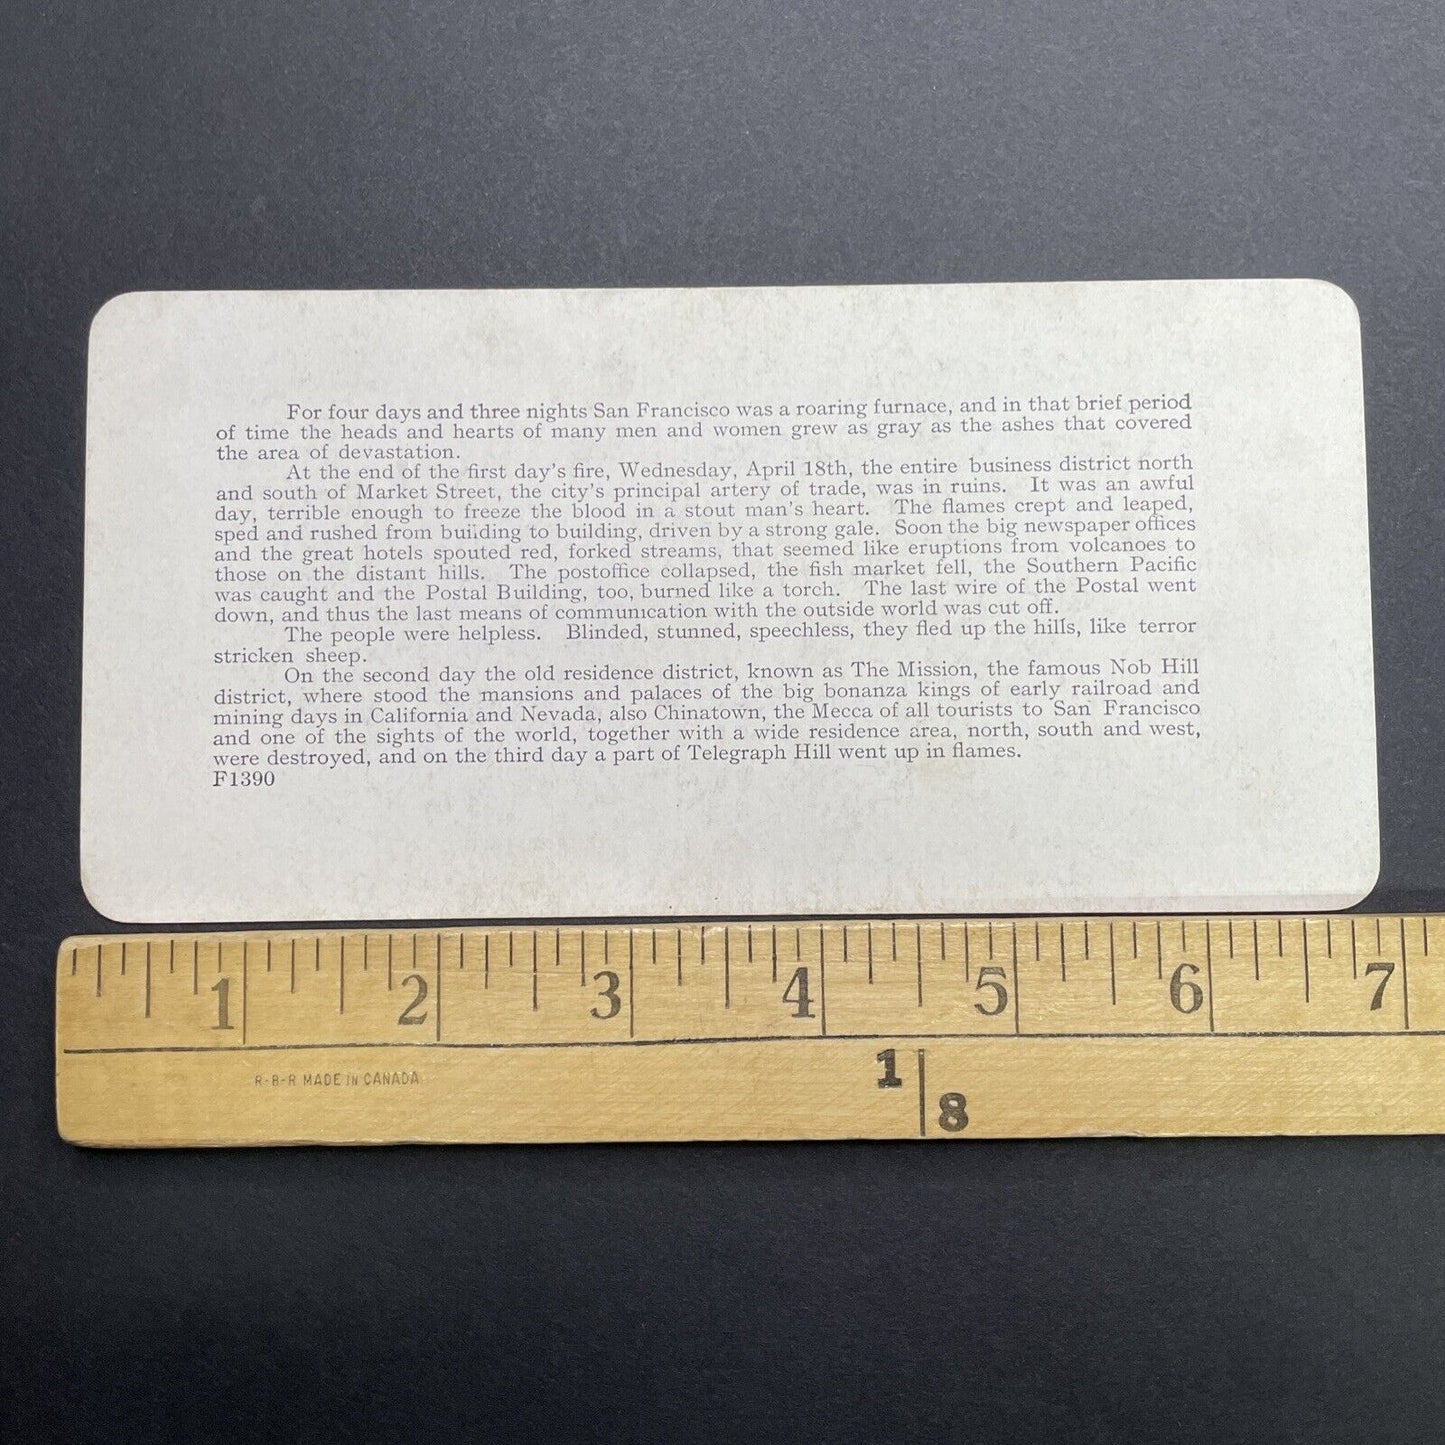 For four days and three nights San Francisco was a roaring furnace, and in that brief period
of time the heads and hearts of many men and women grew as gray as the ashes that covered
the area of devastation.
At the end of the first day's fire, Wednesday, April 18th, the entire business district north
and south of Market Street, the city's principal artery of trade, was in ruins. It was an awful
day, terrible enough to freeze the blood in a stout man's heart. The flames crept and leaped,
sped and rushed from building to building, driven by a strong gale. Soon the big newspaper offices
and the great hotels spouted red, forked streams, that seemed like eruptions from volcanoes to
those on the distant hills. The postoffice collapsed, the fish market fell, the Southern Pacific
was caught and the Postal Building, too, burned like a torch. The last wire of the Postal went
down, and thus the last means of communication with the outside world was cut off.
The people were helpless. Blinded, stunned, speechless, they fled up the hills, like terror
stricken sheep.
On the second day the old residence district, known as The Mission, the famous Nob Hill
district, where stood the mansions and palaces of the big bonanza kings of early railroad and
mining days in California and Nevada, also Chinatown, the Mecca of all tourists to San Francisco
and one of the sights of the world, together with a wide residence area, north, south and west,
were destroyed, and on the third day a part of Telegraph Hill went up in flames.
F1390
1 2 3 4 5 6 7
R-B-R MADE IN CANADA
1
8